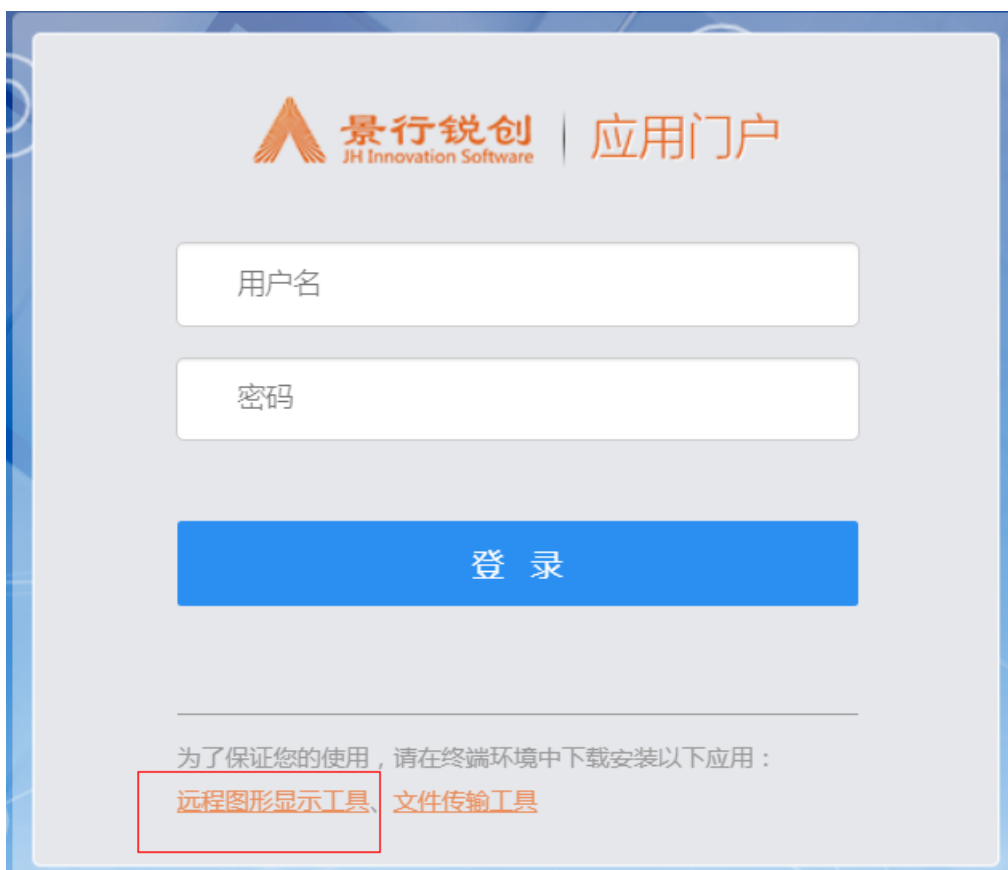 景行锐创 应用门户
JH Innovation Software
用户名
密码
登 录
为了保证您的使用，请在终端环境中下载安装以下应用：
远程图形显示工具、文件传输工具